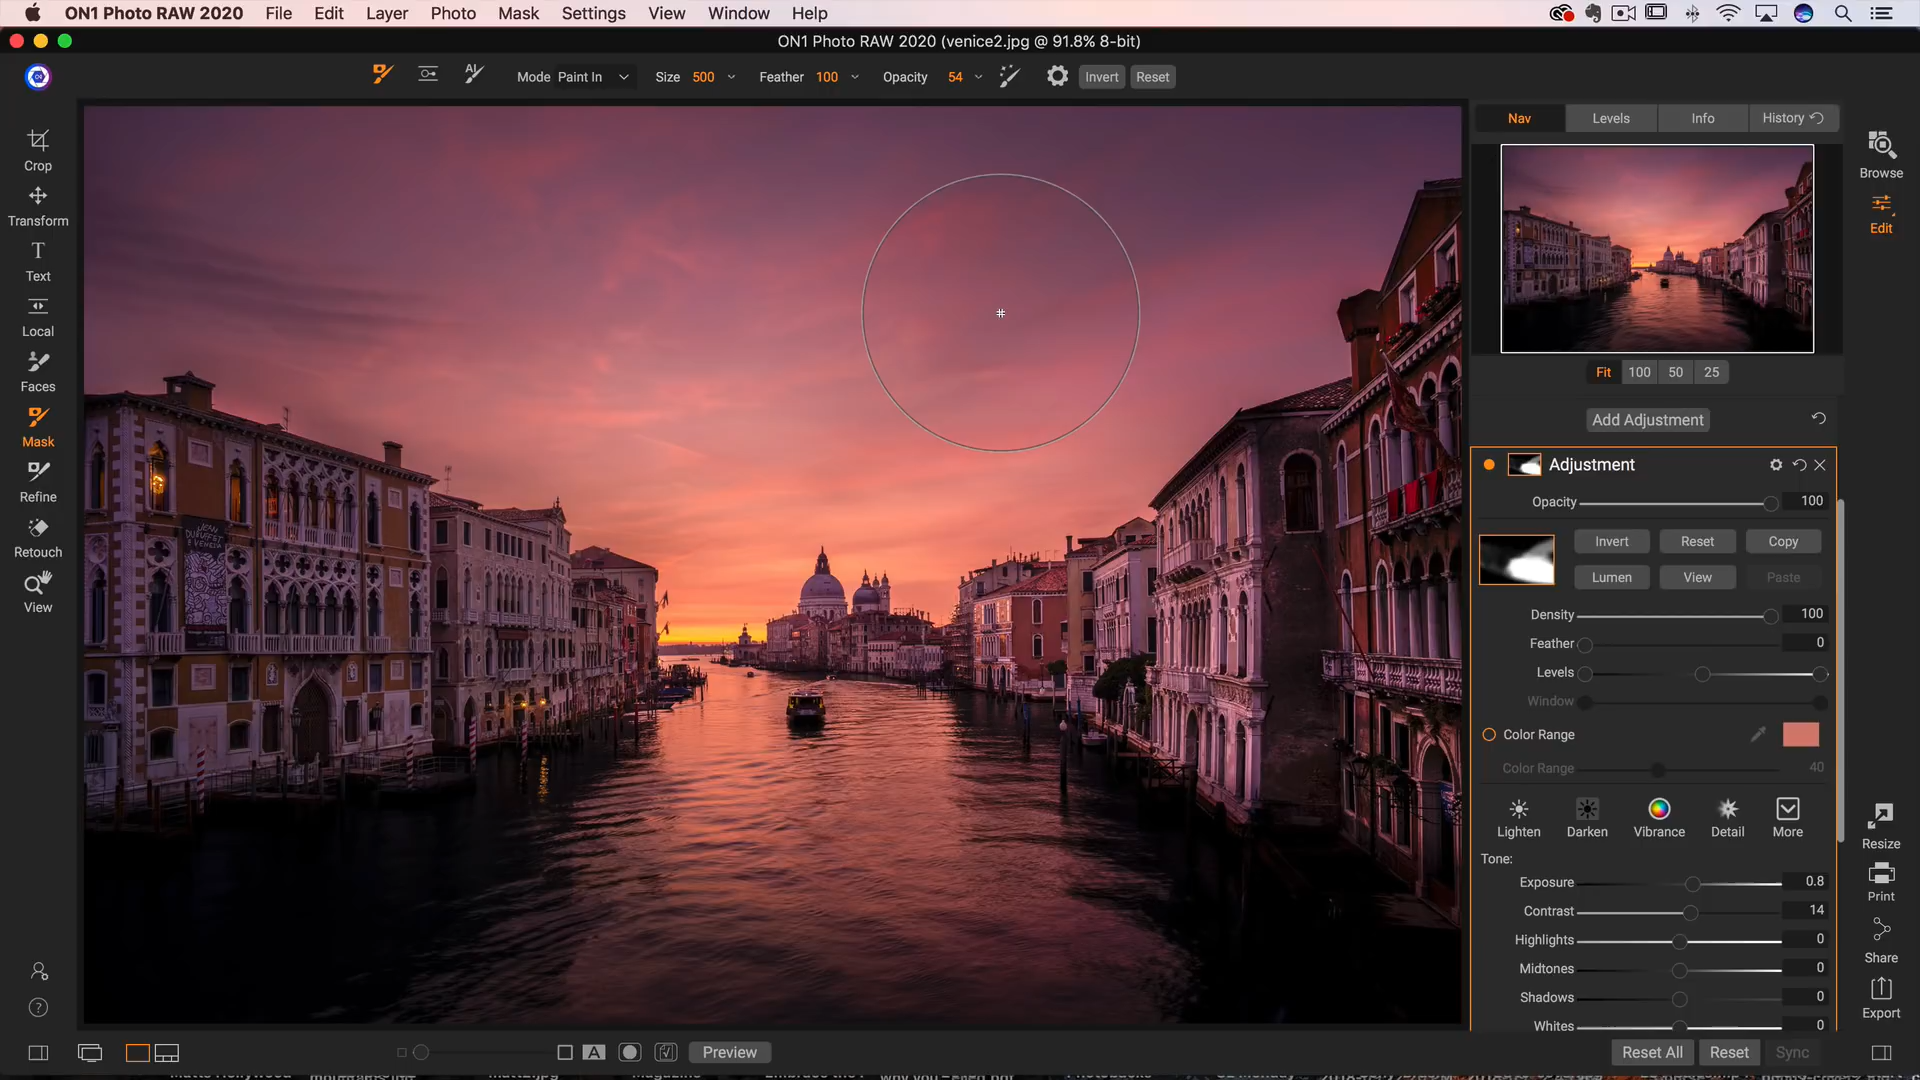 ON1 Photo RAW 2020 File Edit Layer Photo Mask Settings View Window Help
ON1 Photo RAW 2020 (venice2.jpg @ 91.8% 8-bit)
AI Mode Paint In Size 500 Feather 100 Opacity 54 Invert Reset
Crop
Transform
Text
Local
Faces
Mask
Refine
Retouch
View
JEAN
DUBUFFET
E VENEZIA
Nav Levels Info History
Fit 100 50 25
Add Adjustment
Adjustment
Opacity 100
Invert Reset Copy
Lumen View Paste
Density 100
Feather 0
Levels
Window
Color Range
Color Range 40
Lighten Darken Vibrance Detail More
Tone:
Exposure 0.8
Contrast 14
Highlights 0
Midtones 0
Shadows 0
Whites 0
Browse
Edit
Resize
Print
Share
Export
A Preview
Reset All Reset Sync